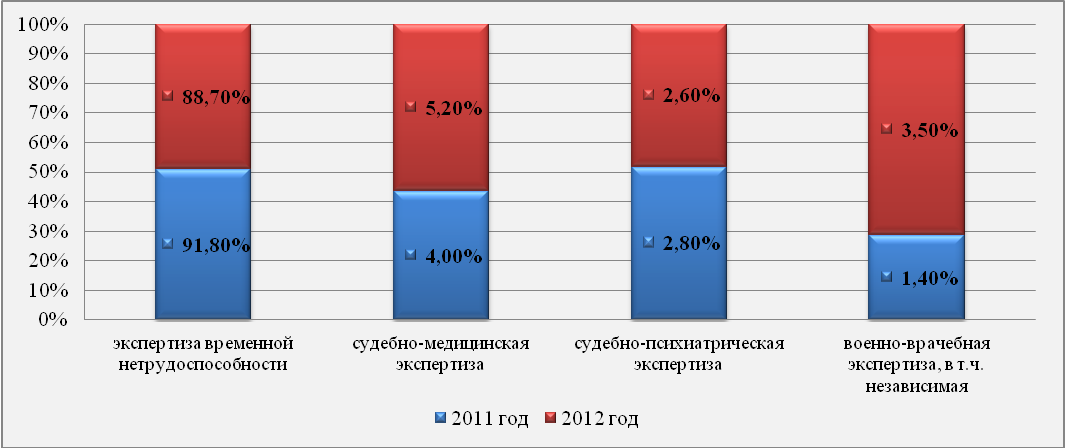 100%
90%
80%
70%
60%
50%
40%
30%
20%
10%
0%
88,70%
5,20%
2,60%
3,50%
91,80%
4,00%
2,80%
1,40%
экспертиза временной
нетрудоспособности
судебно-медицинская
экспертиза
судебно-психиатрическая
экспертиза
военно-врачебная
экспертиза, в т.ч.
независимая
2011 год
2012 год